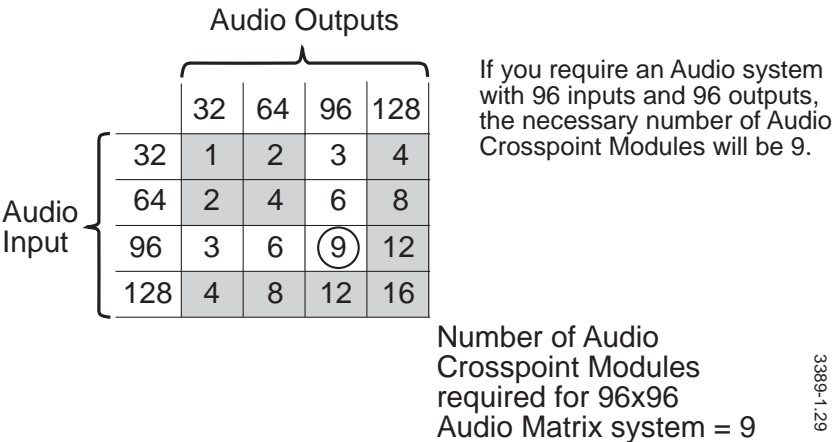 Audio Outputs
If you require an Audio system
with 96 inputs and 96 outputs,
the necessary number of Audio
Crosspoint Modules will be 9.
32 64 96 128
32 1 2 3 4
64 2 4 6 8
Audio
Input
96 3 6 9 12
128 4 8 12 16
Number of Audio
Crosspoint Modules
required for 96x96
Audio Matrix system = 9
3389-1.29